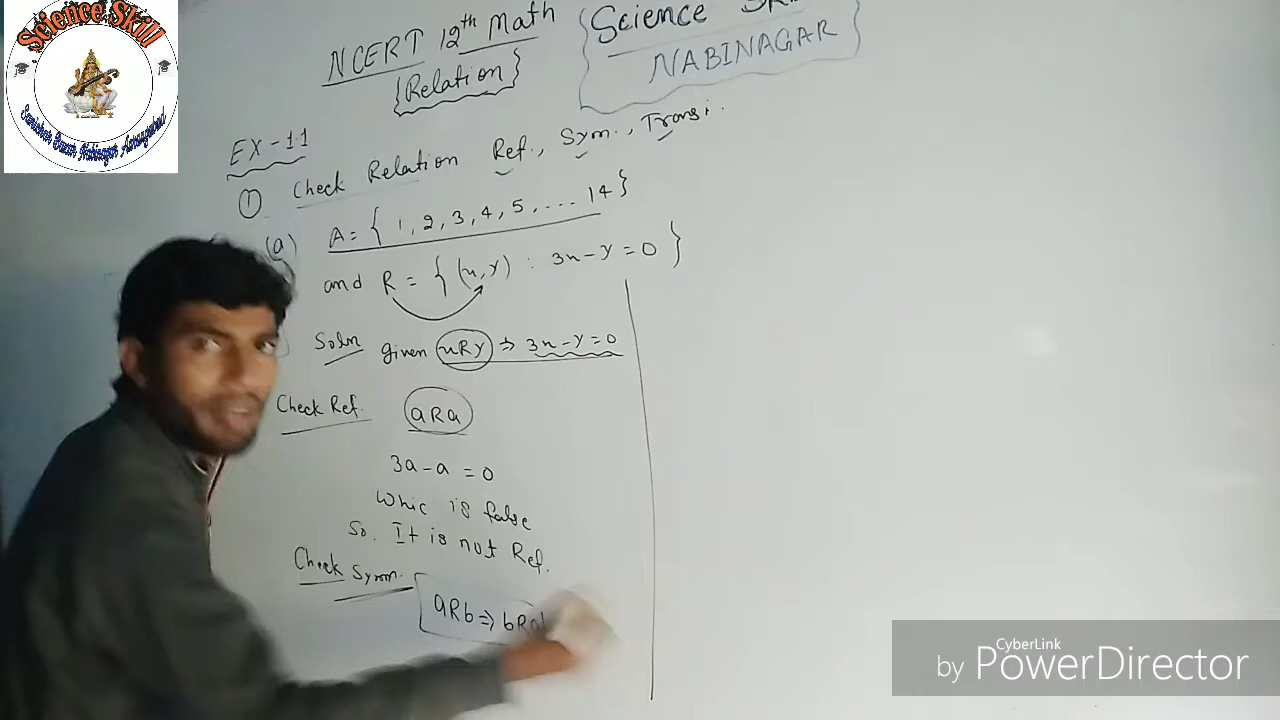 Science Skill
NCERT 12th Math
{Relation}
Science
NABINAGAR
EX - 1.1
① Check Relation Ref., Sym., Transi.
(a) A = { 1, 2, 3, 4, 5, .... 14 }
and R = { (x, y) : 3x - y = 0 }
Soln given xRy ⇒ 3x - y = 0
Check Ref. aRa
3a - a = 0
Whic is false
So. It is not Ref.
Check Symm.
aRb ⇒ bRa
CyberLink
by PowerDirector